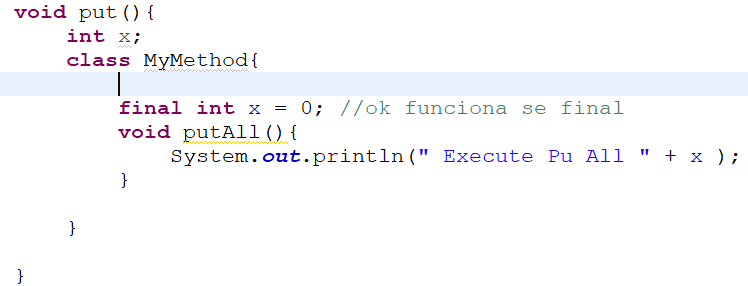 void put(){
int x;
class MyMethod{
final int x = 0; //ok funciona se final
void putAll(){
System.out.println(" Execute Pu All " + x );
}
}
}